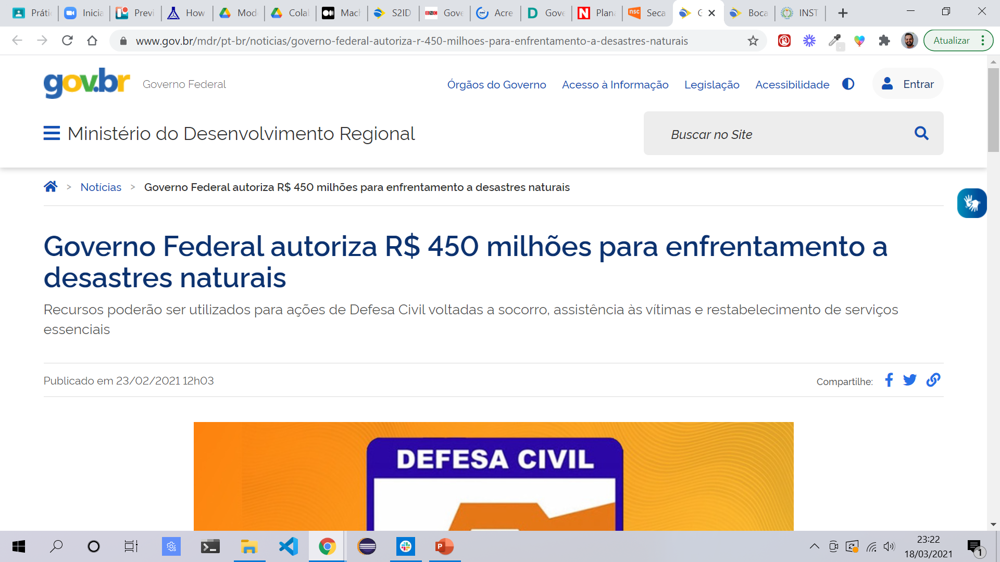 Práti
Inicia
Previ
How
Mod
Colal
Mach
S2ID
Gove
Acre
Gove
Plan
Seca
G
Boca
INST
www.gov.br/mdr/pt-br/noticias/governo-federal-autoriza-r-450-milhoes-para-enfrentamento-a-desastres-naturais
Atualizar
gov.br
Governo Federal
Órgãos do Governo
Acesso à Informação
Legislação
Acessibilidade
Entrar
Ministério do Desenvolvimento Regional
Buscar no Site
> Notícias > Governo Federal autoriza R$ 450 milhões para enfrentamento a desastres naturais
Governo Federal autoriza R$ 450 milhões para enfrentamento a
desastres naturais
Recursos poderão ser utilizados para ações de Defesa Civil voltadas a socorro, assistência às vítimas e restabelecimento de serviços
essenciais
Publicado em 23/02/2021 12h03
Compartilhe:
DEFESA CIVIL
23:22
18/03/2021
1